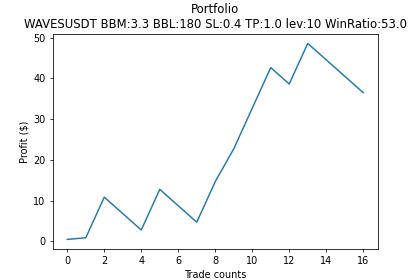 Portfolio
WAVESUSDT BBM:3.3 BBL:180 SL:0.4 TP:1.0 lev:10 WinRatio:53.0
50
40
30
20
10
0
Profit ($)
0 2 4 6 8 10 12 14 16
Trade counts